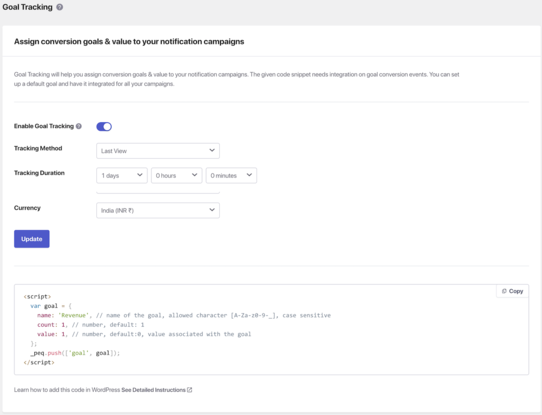 Goal Tracking
Assign conversion goals & value to your notification campaigns
Goal Tracking will help you assign conversion goals & value to your notification campaigns. The given code snippet needs integration on goal conversion events. You can set
up a default goal and have it integrated for all your campaigns.
Enable Goal Tracking
Tracking Method
Last View
Tracking Duration
1 days
0 hours
0 minutes
Currency
India (INR ₹)
Update
Copy
<script>
var goal = {
name: 'Revenue', // name of the goal, allowed character [A-Za-z0-9-_], case sensitive
count: 1, // number, default: 1
value: 1, // number, default:0, value associated with the goal
};
_peq.push(['goal', goal]);
</script>
Learn how to add this code in WordPress See Detailed Instructions